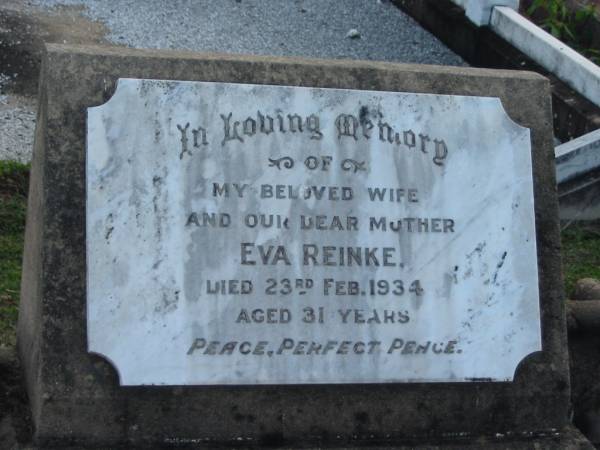 In Loving Memory
OF
MY BELOVED WIFE
AND OUR DEAR MOTHER
EVA REINKE.
DIED 23RD FEB. 1934
AGED 31 YEARS
PEACE, PERFECT PEACE.